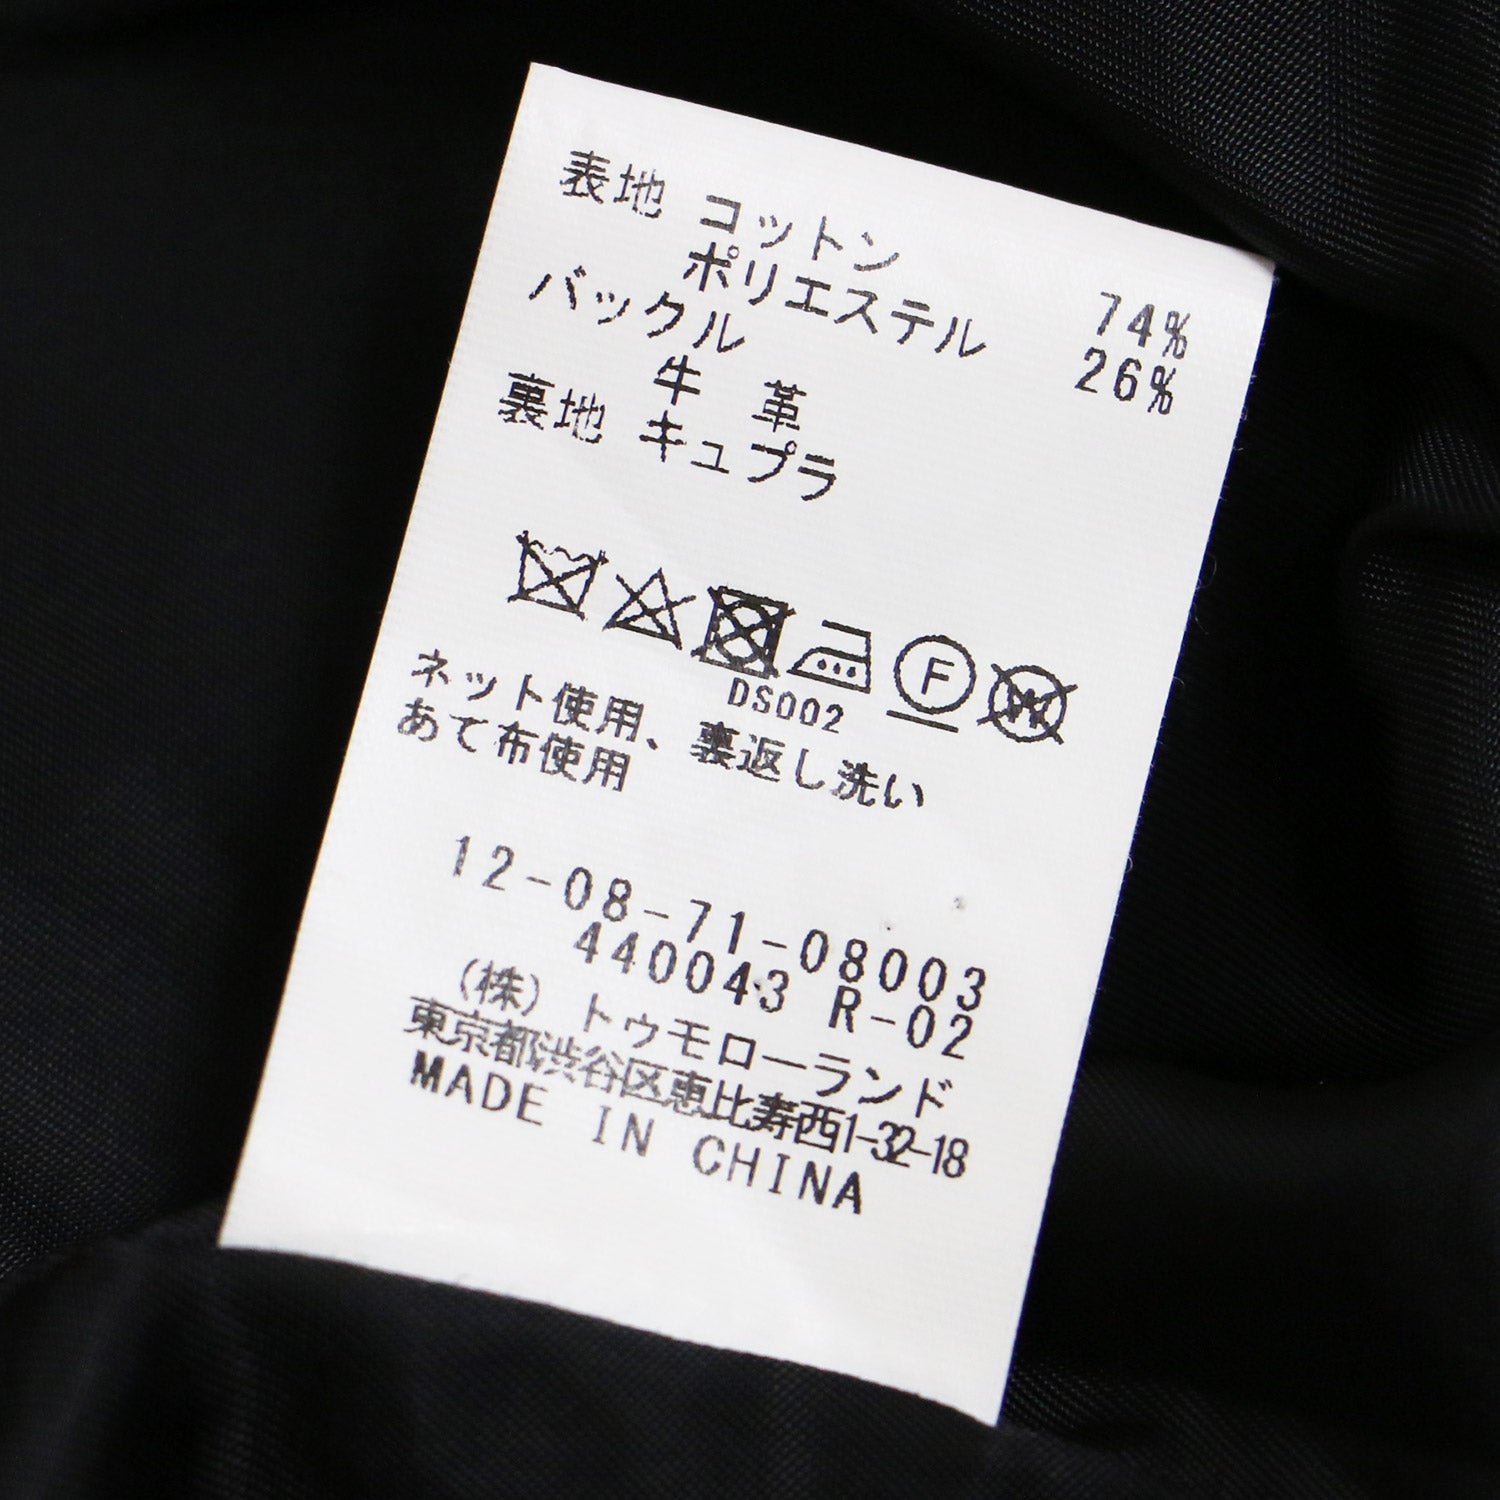 表地 コットン 74%
ポリエステル 26%
バックル
牛 革
裏地 キュプラ
F W
DS002
ネット使用、裏返し洗い
あて布使用
12-08-71-08003
440043 R-02
(株) トゥモローランド
東京都渋谷区恵比寿西1-32-18
MADE IN CHINA